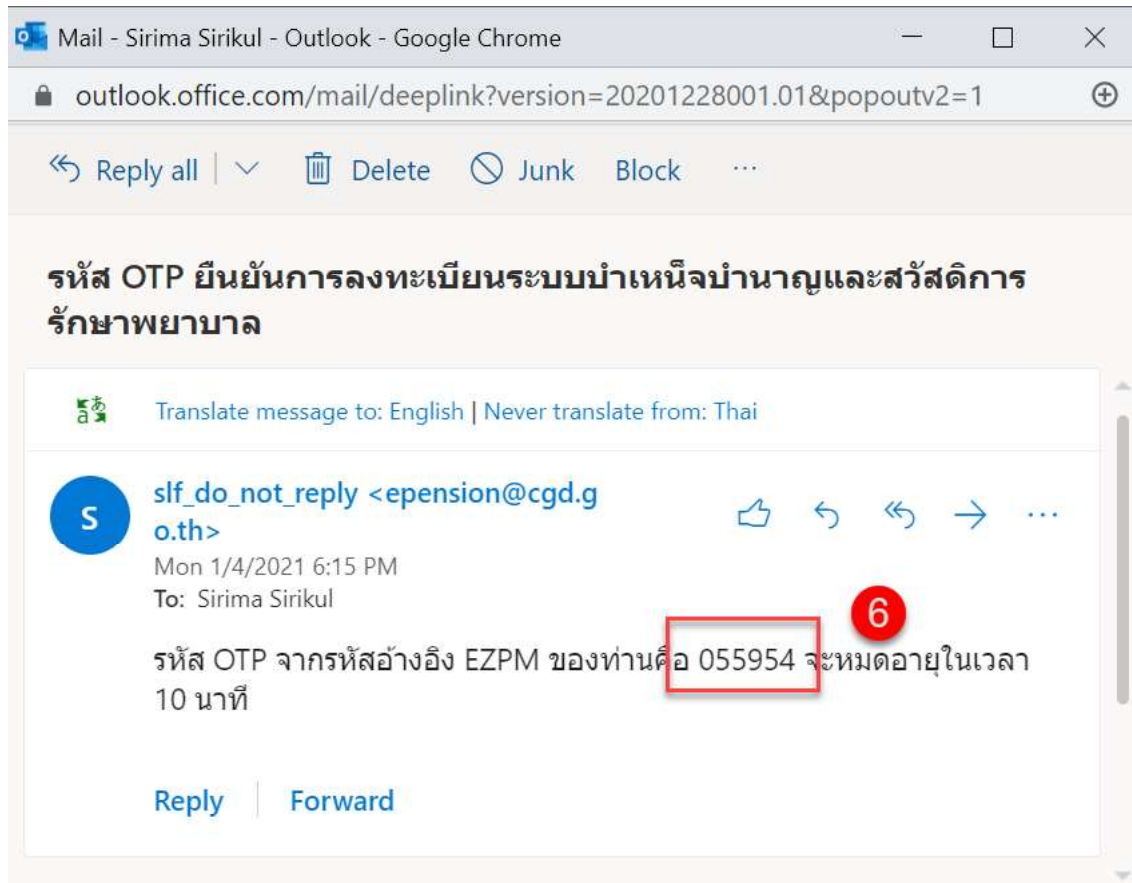 Mail - Sirima Sirikul - Outlook - Google Chrome
outlook.office.com/mail/deeplink?version=20201228001.01&popoutv2=1
Reply all Delete Junk Block ...
รหัส OTP ยืนยันการลงทะเบียนระบบบำเหน็จบำนาญและสวัสดิการ
รักษาพยาบาล
Translate message to: English | Never translate from: Thai
S
slf_do_not_reply <epension@cgd.g
o.th>
Mon 1/4/2021 6:15 PM
To: Sirima Sirikul
6
รหัส OTP จากรหัสอ้างอิง EZPM ของท่านคือ 055954 จะหมดอายุในเวลา
10 นาที
Reply Forward